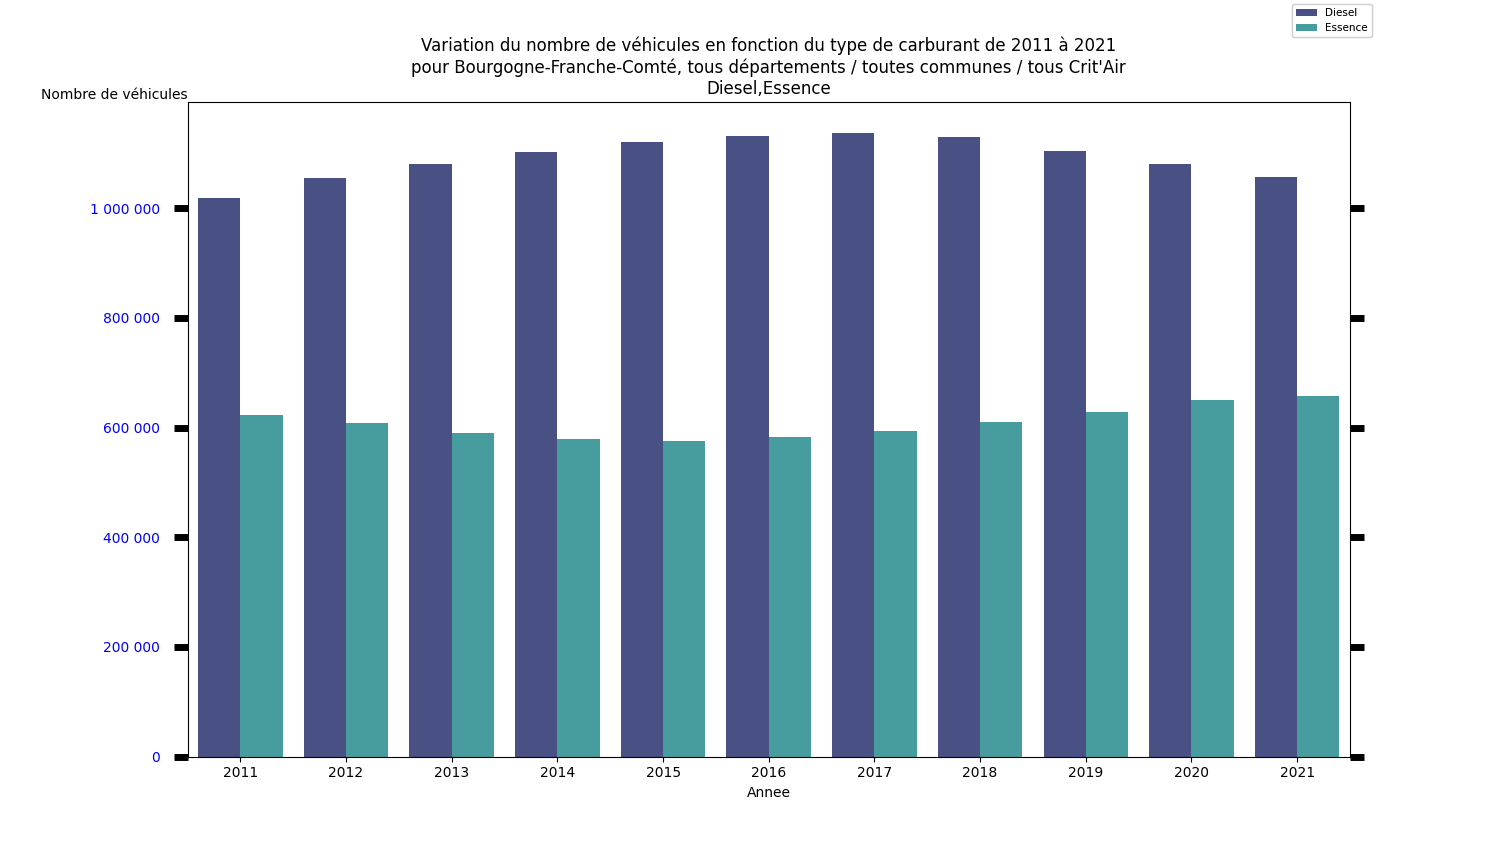 Diesel
Essence
Variation du nombre de véhicules en fonction du type de carburant de 2011 à 2021
pour Bourgogne-Franche-Comté, tous départements / toutes communes / tous Crit'Air
Diesel,Essence
Nombre de véhicules
1 000 000
800 000
600 000
400 000
200 000
0
2011 2012 2013 2014 2015 2016 2017 2018 2019 2020 2021
Annee